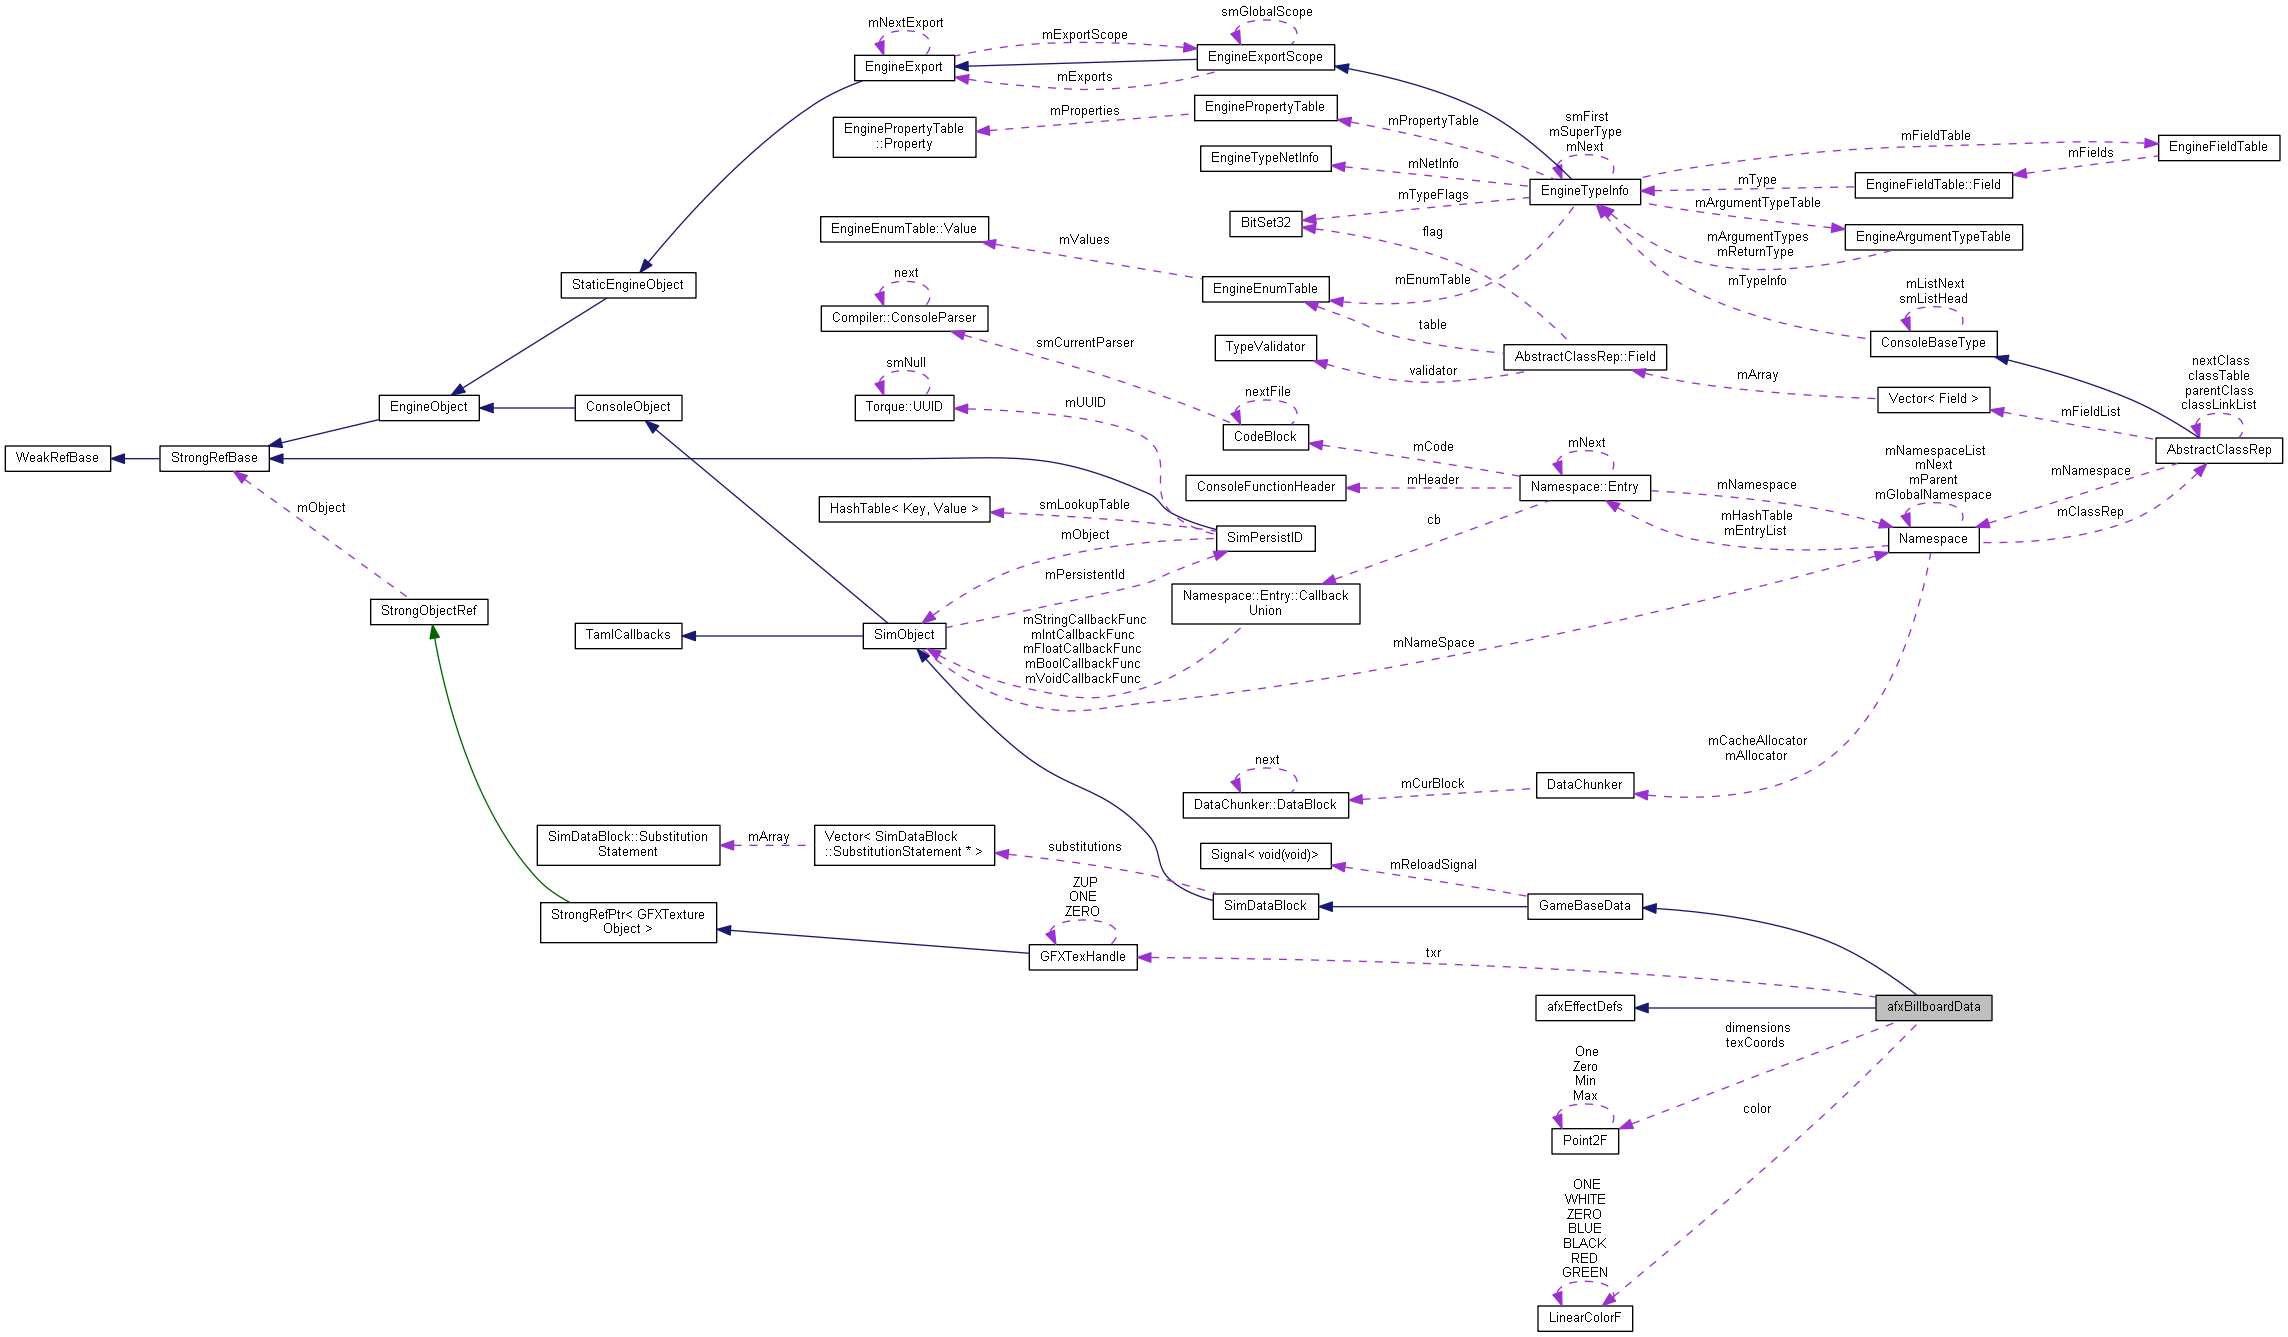 smGlobalScope
mNextExport
mExportScope
EngineExportScope
EngineExport
mExports
EnginePropertyTable
mProperties
EnginePropertyTable
::Property
mPropertyTable
smFirst
mSuperType
mNext
mFieldTable
EngineFieldTable
mFields
EngineTypeNetInfo
mNetInfo
EngineTypeInfo
mType
EngineFieldTable::Field
mTypeFlags
mArgumentTypeTable
BitSet32
flag
EngineEnumTable::Value
mValues
mArgumentTypes
mReturnType
EngineArgumentTypeTable
mTypeInfo
StaticEngineObject
EngineEnumTable
mEnumTable
next
mListNext
smListHead
Compiler::ConsoleParser
table
smCurrentParser
TypeValidator
AbstractClassRep::Field
ConsoleBaseType
validator
smNull
mArray
nextClass
classTable
parentClass
classLinkList
EngineObject
ConsoleObject
Torque::UUID
mUUID
nextFile
Vector< Field >
mFieldList
CodeBlock
mCode
mNext
WeakRefBase
StrongRefBase
AbstractClassRep
mNamespaceList
mNext
mParent
mGlobalNamespace
mNamespace
ConsoleFunctionHeader
mHeader
Namespace::Entry
mNamespace
mObject
HashTable< Key, Value >
smLookupTable
cb
mHashTable
mEntryList
mClassRep
mObject
SimPersistID
Namespace
mPersistentId
Namespace::Entry::Callback
Union
StrongObjectRef
mStringCallbackFunc
mIntCallbackFunc
mFloatCallbackFunc
mBoolCallbackFunc
mVoidCallbackFunc
TamlCallbacks
SimObject
mNameSpace
mCacheAllocator
mAllocator
next
DataChunker::DataBlock
mCurBlock
DataChunker
SimDataBlock::Substitution
Statement
mArray
Vector< SimDataBlock
::SubstitutionStatement * >
substitutions
Signal< void(void)>
mReloadSignal
ZUP
ONE
ZERO
SimDataBlock
GameBaseData
StrongRefPtr< GFXTexture
Object >
GFXTexHandle
txr
afxEffectDefs
afxBillboardData
dimensions
texCoords
One
Zero
Min
Max
color
Point2F
ONE
WHITE
ZERO
BLUE
BLACK
RED
GREEN
LinearColorF